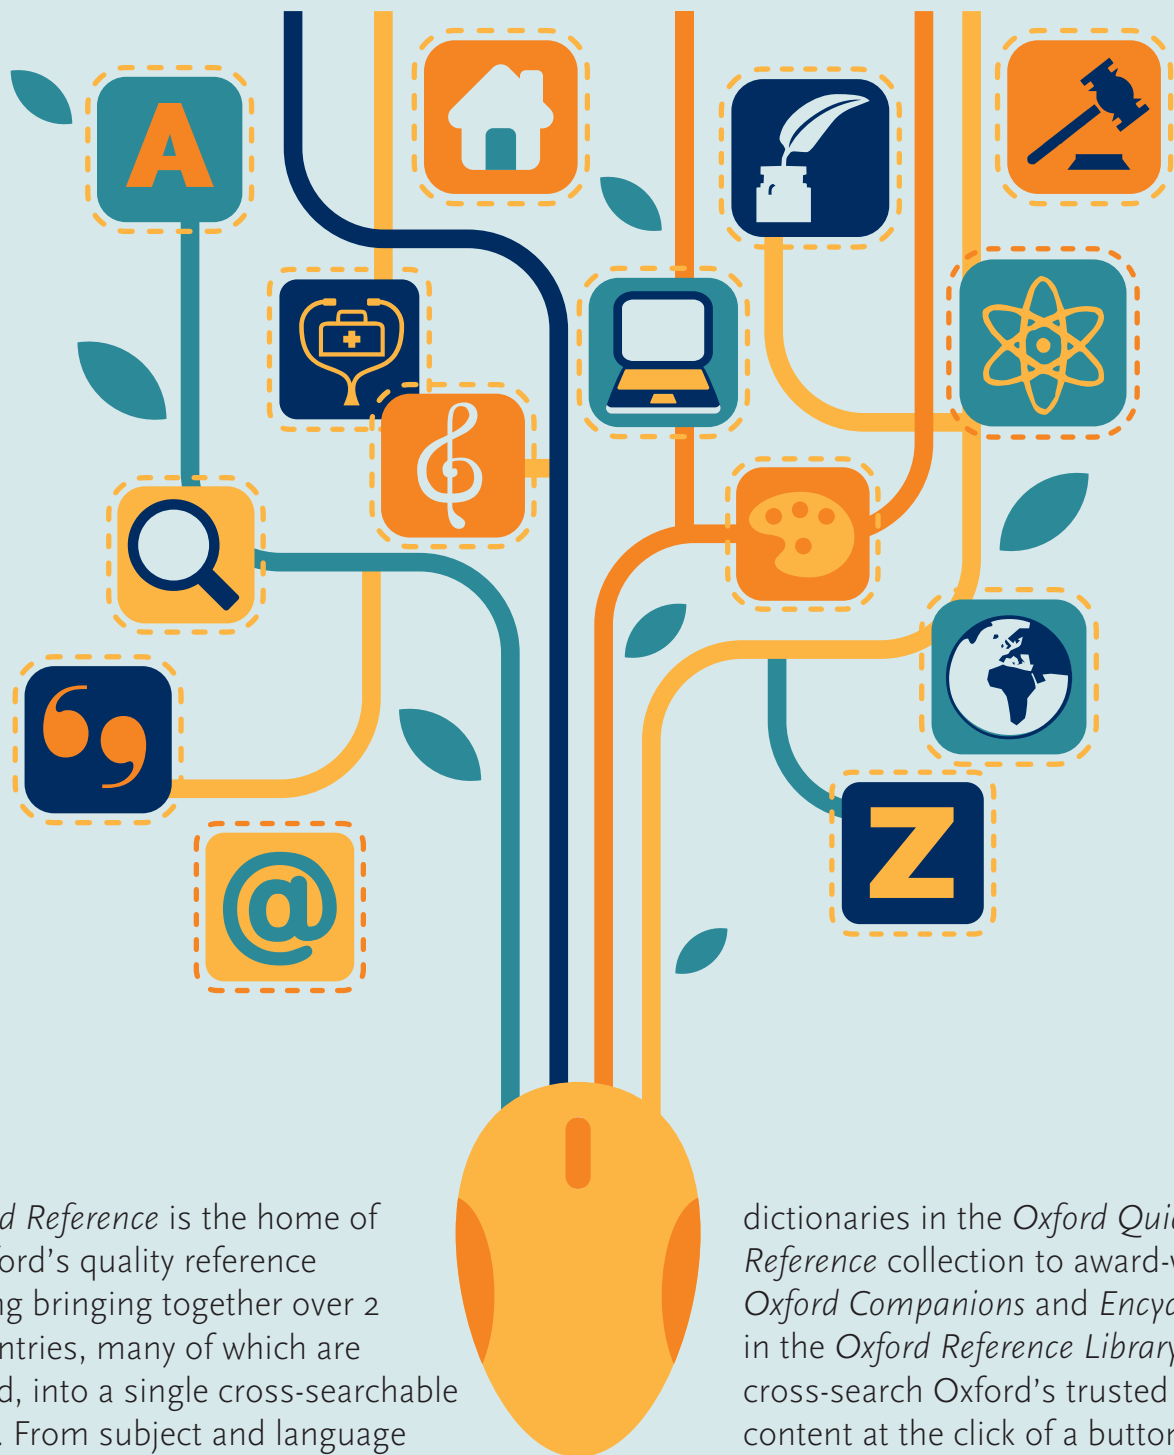 A
“
”
@
Z
d Reference is the home of
ord’s quality reference
ng bringing together over 2
ntries, many of which are
d, into a single cross-searchable
. From subject and language
dictionaries in the Oxford Qui
Reference collection to award-
Oxford Companions and Ency
in the Oxford Reference Library
cross-search Oxford’s trusted
content at the click of a button